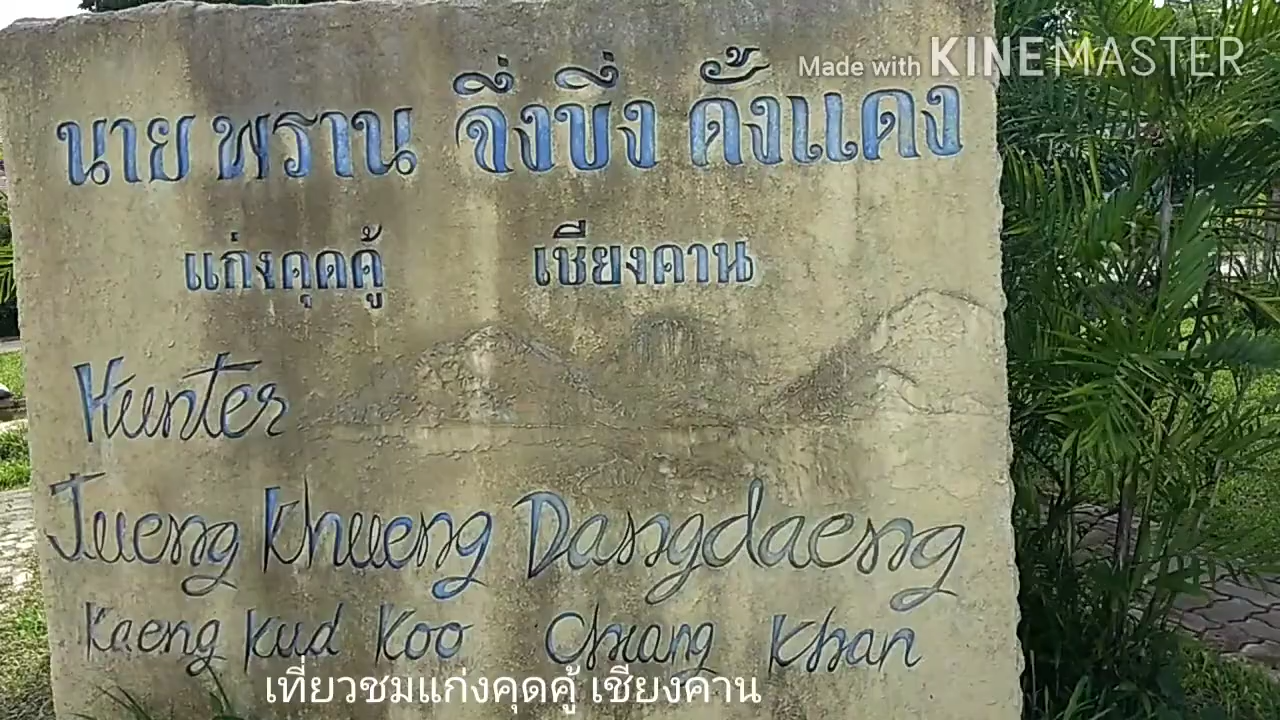 Made with KINEMASTER
นายพราน จึ่งขึ่ง ดั้งแดง
แก่งคุดคู้ เชียงคาน
Hunter
Jueng Khueng Dangdaeng
Kaeng Kud Koo Chiang Khan
เที่ยวชมแก่งคุดคู้ เชียงคาน